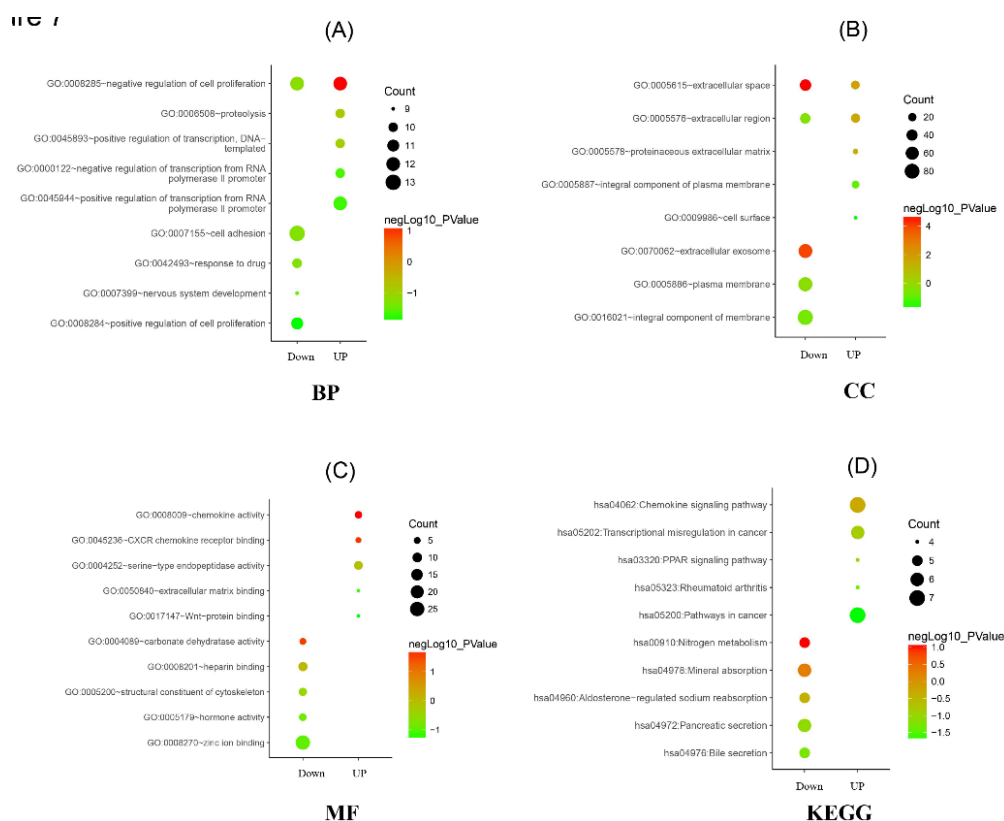 (A)
GO:0008285~negative regulation of cell proliferation
GO:0006508~proteolysis
GO:0045893~positive regulation of transcription, DNA-
templated
GO:0000122~negative regulation of transcription from RNA
polymerase II promoter
GO:0045944~positive regulation of transcription from RNA
polymerase II promoter
GO:0007155~cell adhesion
GO:0042493~response to drug
GO:0007399~nervous system development
GO:0008284~positive regulation of cell proliferation
Down UP
BP
Count
9
10
11
12
13
negLog10_PValue
1
0
−1
(B)
GO:0005615~extracellular space
GO:0005576~extracellular region
GO:0005578~proteinaceous extracellular matrix
GO:0005887~integral component of plasma membrane
GO:0009986~cell surface
GO:0070062~extracellular exosome
GO:0005886~plasma membrane
GO:0016021~integral component of membrane
Down UP
CC
Count
20
40
60
80
negLog10_PValue
4
2
0
(C)
GO:0008009~chemokine activity
GO:0045236~CXCR chemokine receptor binding
GO:0004252~serine-type endopeptidase activity
GO:0050840~extracellular matrix binding
GO:0017147~Wnt-protein binding
GO:0004089~carbonate dehydratase activity
GO:0008201~heparin binding
GO:0005200~structural constituent of cytoskeleton
GO:0005179~hormone activity
GO:0008270~zinc ion binding
Down UP
MF
Count
5
10
15
20
25
negLog10_PValue
1
0
−1
(D)
hsa04062:Chemokine signaling pathway
hsa05202:Transcriptional misregulation in cancer
hsa03320:PPAR signaling pathway
hsa05323:Rheumatoid arthritis
hsa05200:Pathways in cancer
hsa00910:Nitrogen metabolism
hsa04978:Mineral absorption
hsa04960:Aldosterone-regulated sodium reabsorption
hsa04972:Pancreatic secretion
hsa04976:Bile secretion
Down UP
KEGG
Count
4
5
6
7
negLog10_PValue
1.0
0.5
0.0
−0.5
−1.0
−1.5